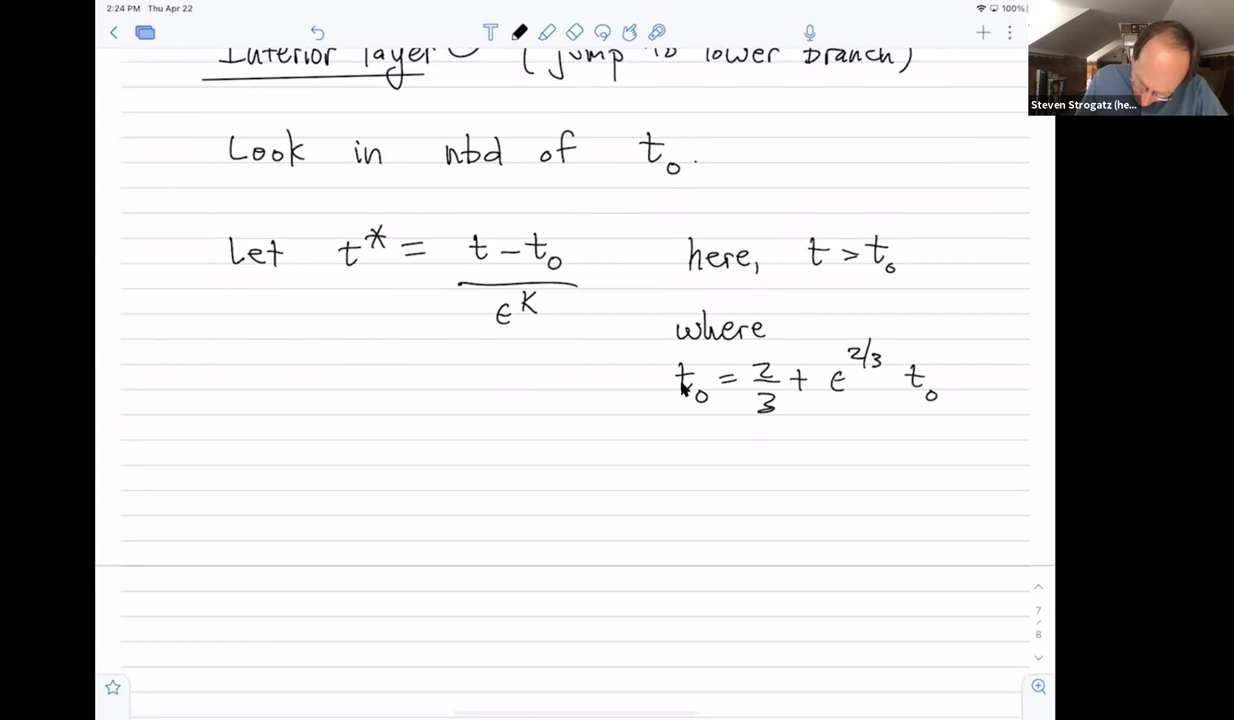 2:24 PM Thu Apr 22
100%
Interior layer (jump to lower branch)
Steven Strogatz (he...
Look in nbd of t₀.
Let t* = (t - t₀)/ϵᴷ here, t > t₀
where
t₀ = 2/3 + ϵ^2/3 t₀
7
/
8